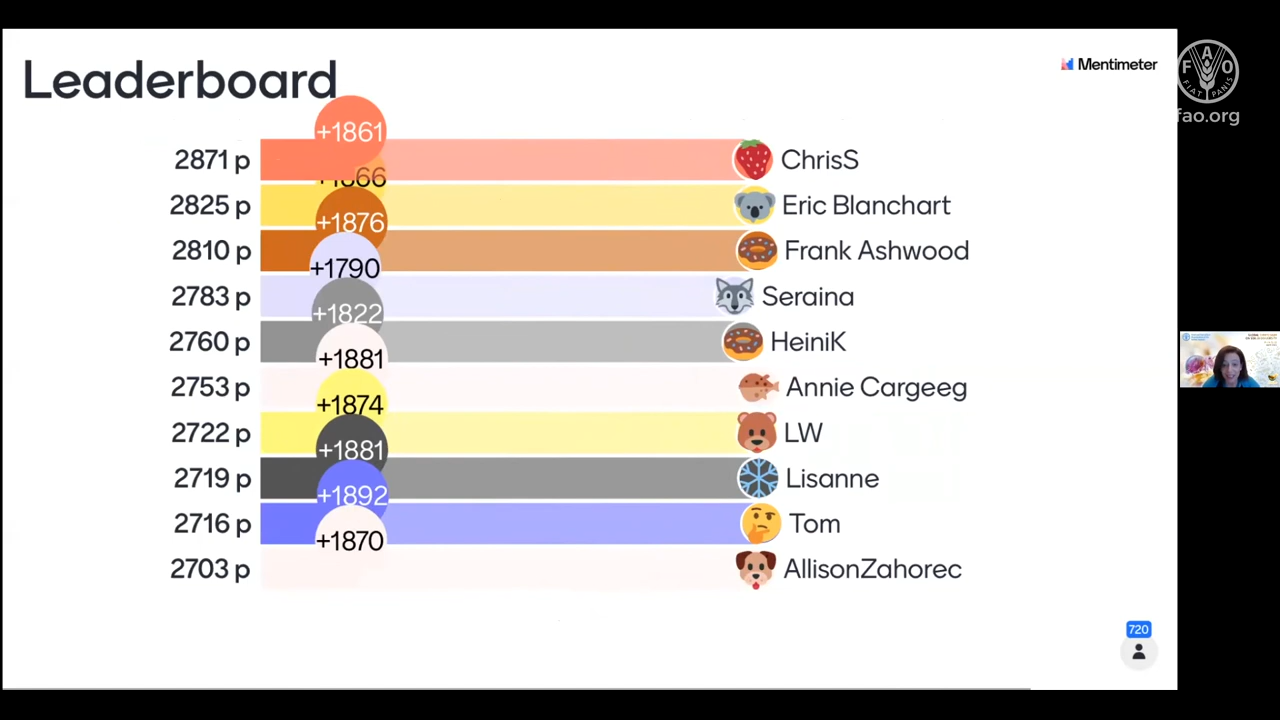 Leaderboard
Mentimeter
F A O
FIAT PANIS
fao.org
+1861
2871 p ChrisS
+1866
2825 p Eric Blanchart
+1876
2810 p Frank Ashwood
+1790
2783 p Seraina
+1822
2760 p HeiniK
+1881
2753 p Annie Cargeeg
+1874
2722 p LW
+1881
2719 p Lisanne
+1892
2716 p Tom
+1870
2703 p AllisonZahorec
720